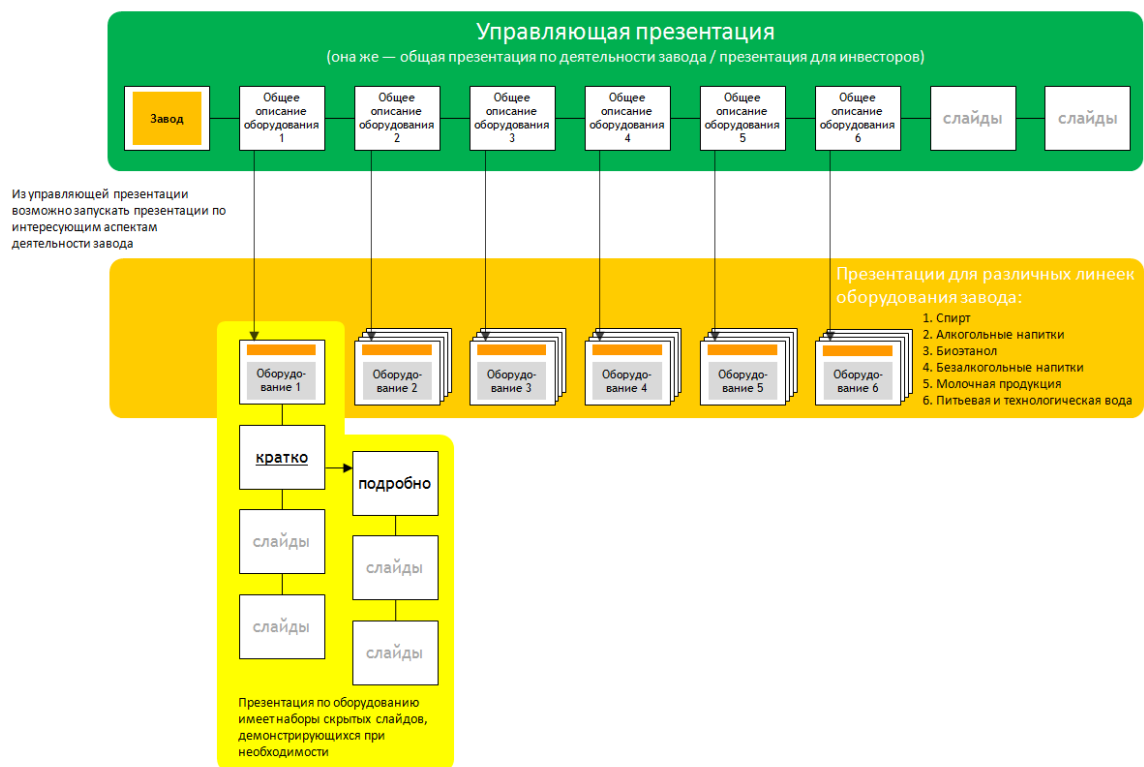 Управляющая презентация
(она же — общая презентация по деятельности завода / презентация для инвесторов)
Завод
Общее
описание
оборудования
1
Общее
описание
оборудования
2
Общее
описание
оборудования
3
Общее
описание
оборудования
4
Общее
описание
оборудования
5
Общее
описание
оборудования
6
слайды
слайды
Из управляющей презентации
возможно запускать презентации по
интересующим аспектам
деятельности завода
Презентации для различных линеек
оборудования завода:
1. Спирт
2. Алкогольные напитки
3. Биоэтанол
4. Безалкогольные напитки
5. Молочная продукция
6. Питьевая и технологическая вода
Оборудо-
вание 1
Оборудо-
вание 2
Оборудо-
вание 3
Оборудо-
вание 4
Оборудо-
вание 5
Оборудо-
вание 6
кратко
подробно
слайды
слайды
слайды
слайды
Презентация по оборудованию
имеет наборы скрытых слайдов,
демонстрирующихся при
необходимости